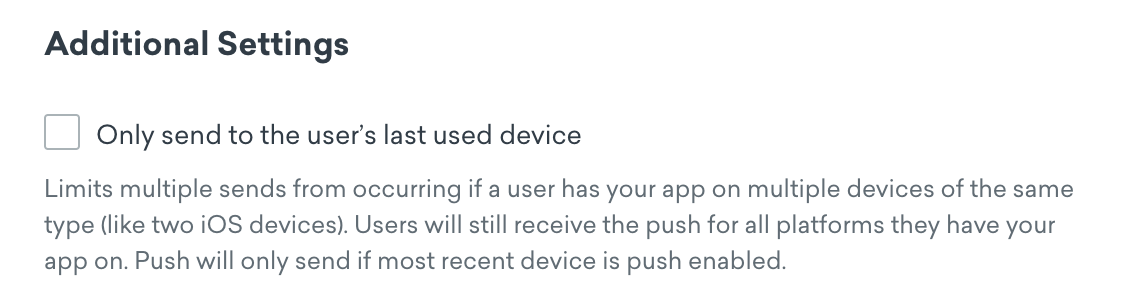 Additional Settings
Only send to the user’s last used device
Limits multiple sends from occurring if a user has your app on multiple devices of the same
type (like two iOS devices). Users will still receive the push for all platforms they have your
app on. Push will only send if most recent device is push enabled.